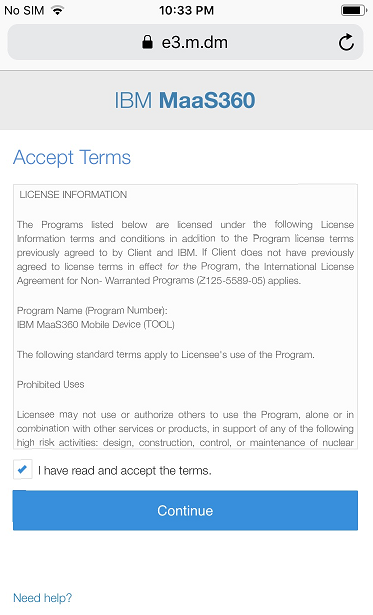 No SIM 10:33 PM
e3.m.dm
IBM MaaS360
Accept Terms
LICENSE INFORMATION
The Programs listed below are licensed under the following License
Information terms and conditions in addition to the Program license terms
previously agreed to by Client and IBM. If Client does not have previously
agreed to license terms in effect for the Program, the International License
Agreement for Non- Warranted Programs (Z125-5589-05) applies.
Program Name (Program Number):
IBM MaaS360 Mobile Device (TOOL)
The following standard terms apply to Licensee's use of the Program.
Prohibited Uses
Licensee may not use or authorize others to use the Program, alone or in
combination with other services or products, in support of any of the following
high risk activities: design, construction, control, or maintenance of nuclear
I have read and accept the terms.
Continue
Need help?